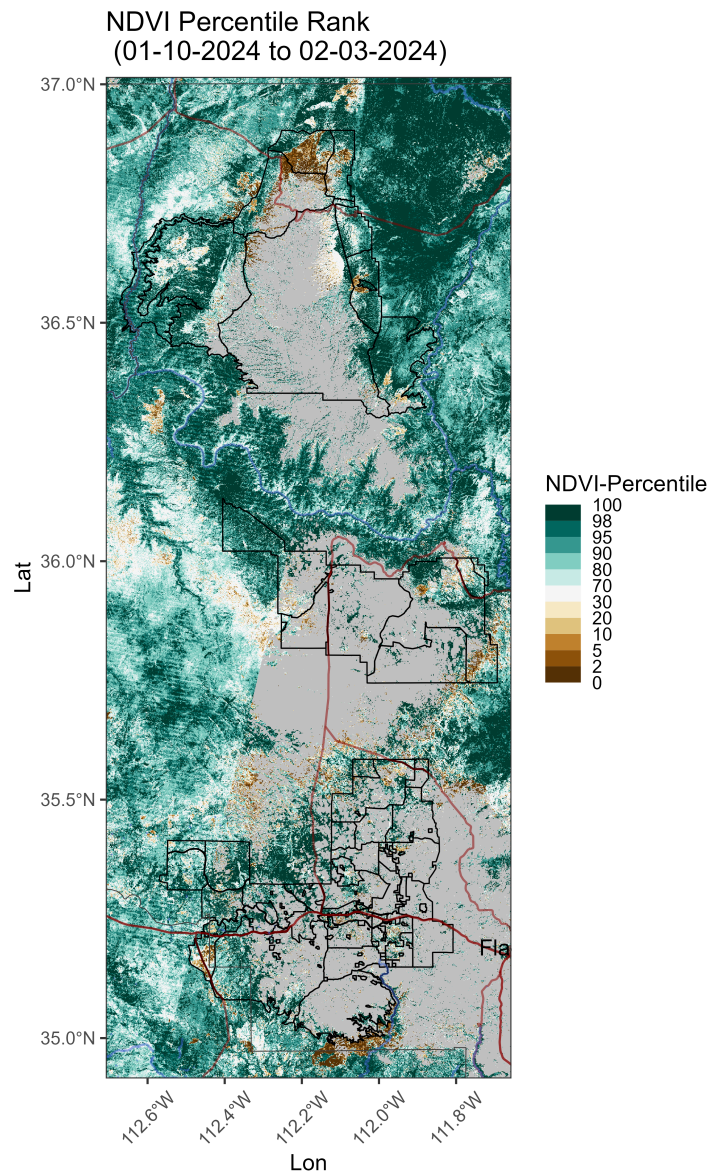 NDVI Percentile Rank
(01-10-2024 to 02-03-2024)
37.0°N
36.5°N
36.0°N
35.5°N
35.0°N
Lat
Fla
112.6°W
112.4°W
112.2°W
112.0°W
111.8°W
Lon
NDVI-Percentile
100
98
95
90
80
70
30
20
10
5
2
0